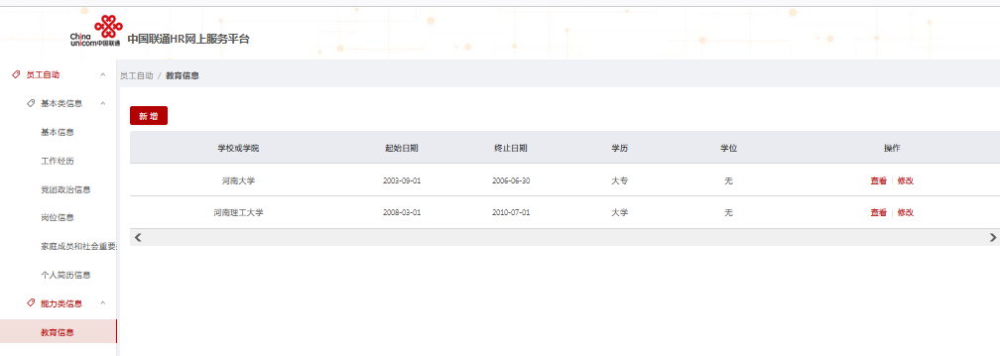 China
unicom中国联通
中国联通HR网上服务平台
员工自助
员工自助 / 教育信息
基本类信息
新增
基本信息
学校或学院 起始日期 终止日期 学历 学位 操作
工作经历
河南大学 2003-09-01 2006-06-30 大专 无 查看 | 修改
党团政治信息
河南理工大学 2008-03-01 2010-07-01 大学 无 查看 | 修改
岗位信息
家庭成员和社会重要
个人简历信息
能力类信息
教育信息